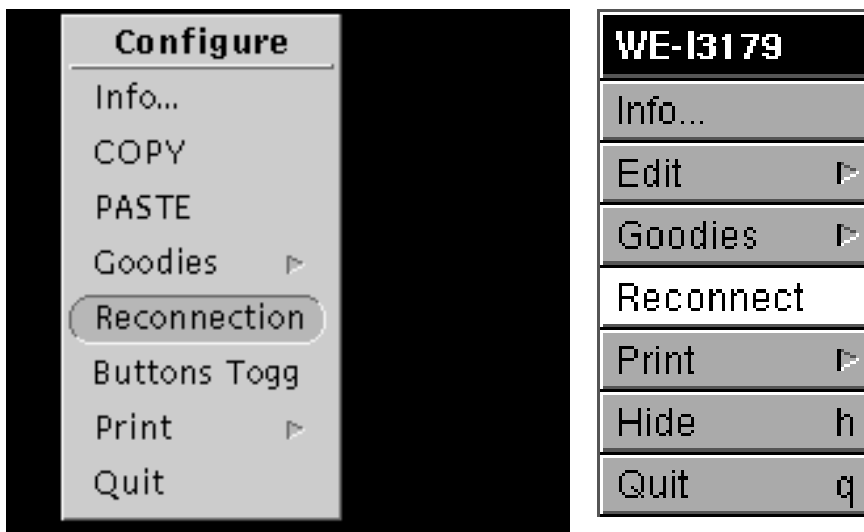 Configure
Info...
COPY
PASTE
Goodies
Reconnection
Buttons Togg
Print
Quit
WE-I3179
Info...
Edit
Goodies
Reconnect
Print
Hide h
Quit q